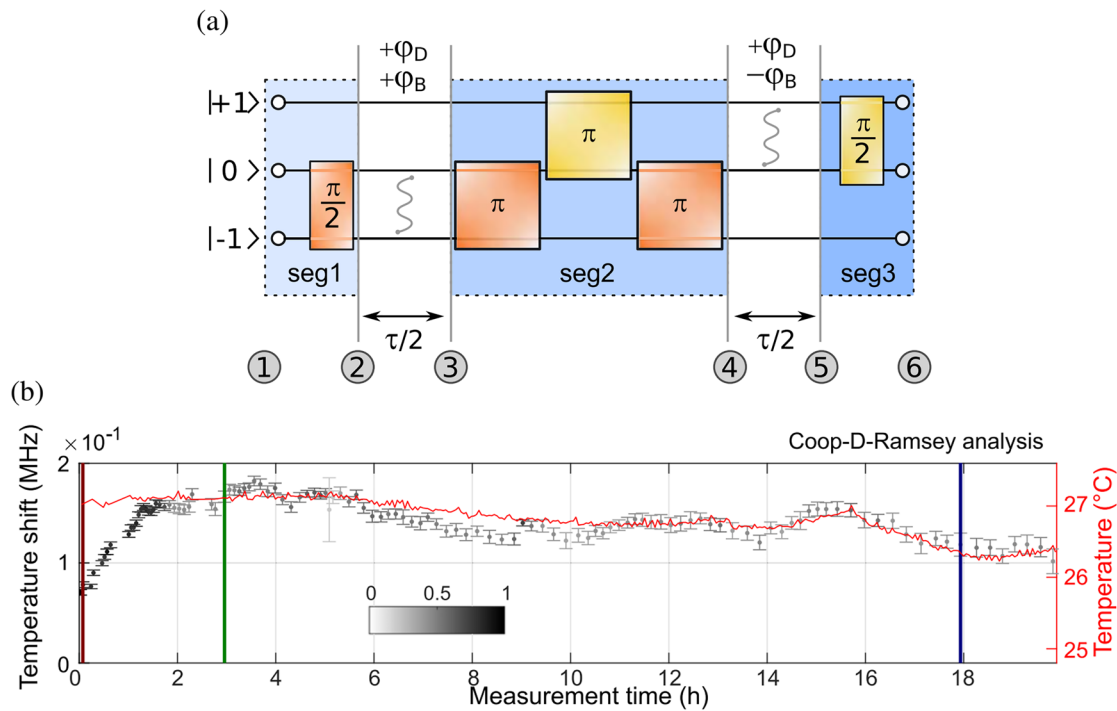 (a)
+φD +φD
+φB −φB
|+1⟩
π π/2
| 0⟩
π/2 π π
|-1⟩
seg1 seg2 seg3
τ/2 τ/2
1 2 3 4 5 6
(b)
× 10⁻¹ Coop-D-Ramsey analysis
Temperature shift (MHz)
2
1
0
0 0.5 1
27
26
25
Temperature (°C)
0 2 4 6 8 10 12 14 16 18
Measurement time (h)